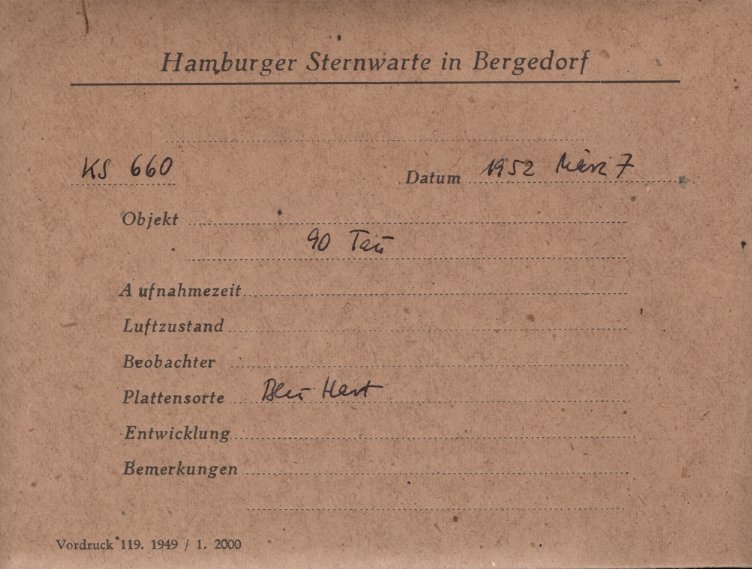 Hamburger Sternwarte in Bergedorf
KS 660
Datum 1952 März 7
Objekt
90 Tau
Aufnahmezeit
Luftzustand
Beobachter
Plattensorte Hart
Entwicklung
Bemerkungen
Vordruck 119. 1949 / 1. 2000